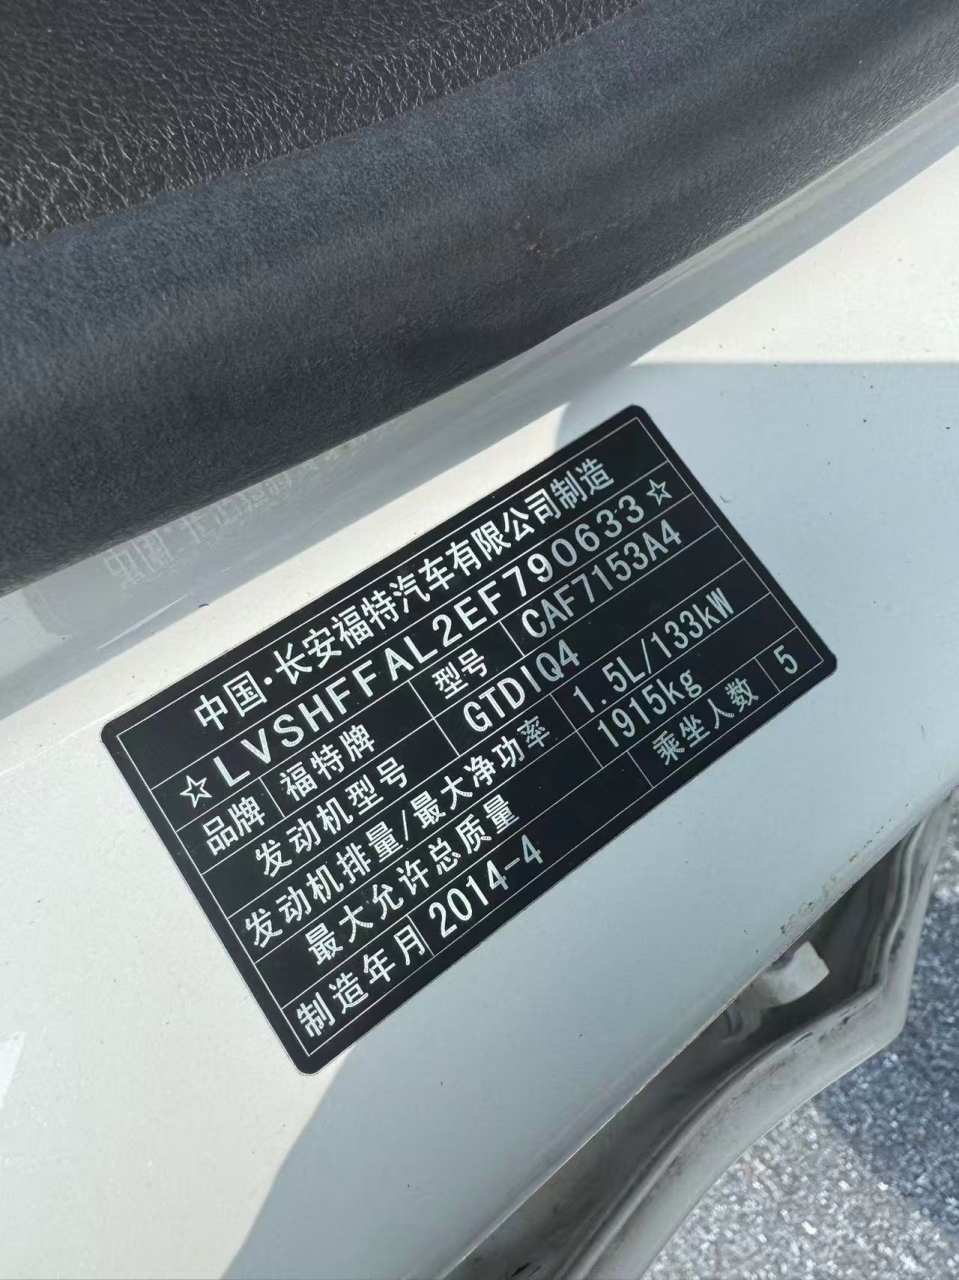 中国·长安福特汽车有限公司制造
☆LVSHFFAL2EF790633☆
品牌 福特牌 型号 CAF7153A4
发动机型号 GTDIQ4
发动机排量/最大净功率 1.5L/133kW
最大允许总质量 1915kg
制造年月 2014-4 乘坐人数 5